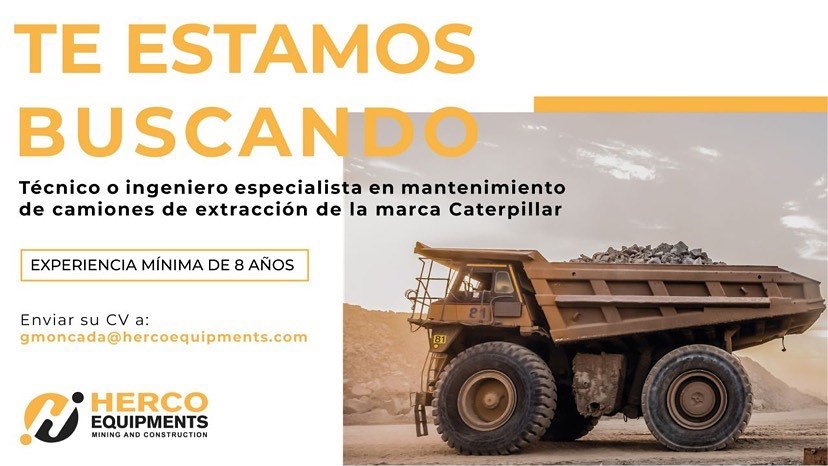 TE ESTAMOS
BUSCANDO
Técnico o ingeniero especialista en mantenimiento
de camiones de extracción de la marca Caterpillar
EXPERIENCIA MÍNIMA DE 8 AÑOS
Enviar su CV a:
gmoncada@hercoequipments.com
HERCO
EQUIPMENTS
MINING AND CONSTRUCTION
81
81